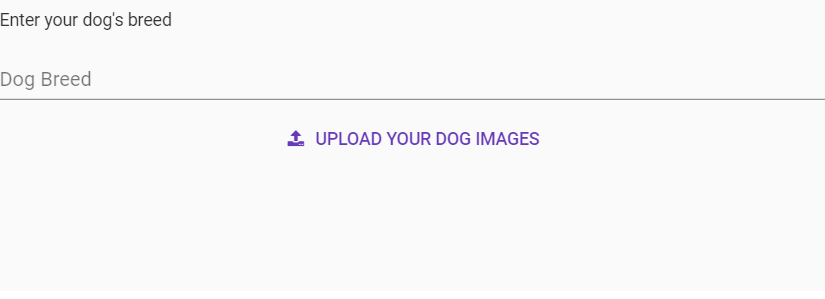 Enter your dog's breed
Dog Breed
UPLOAD YOUR DOG IMAGES